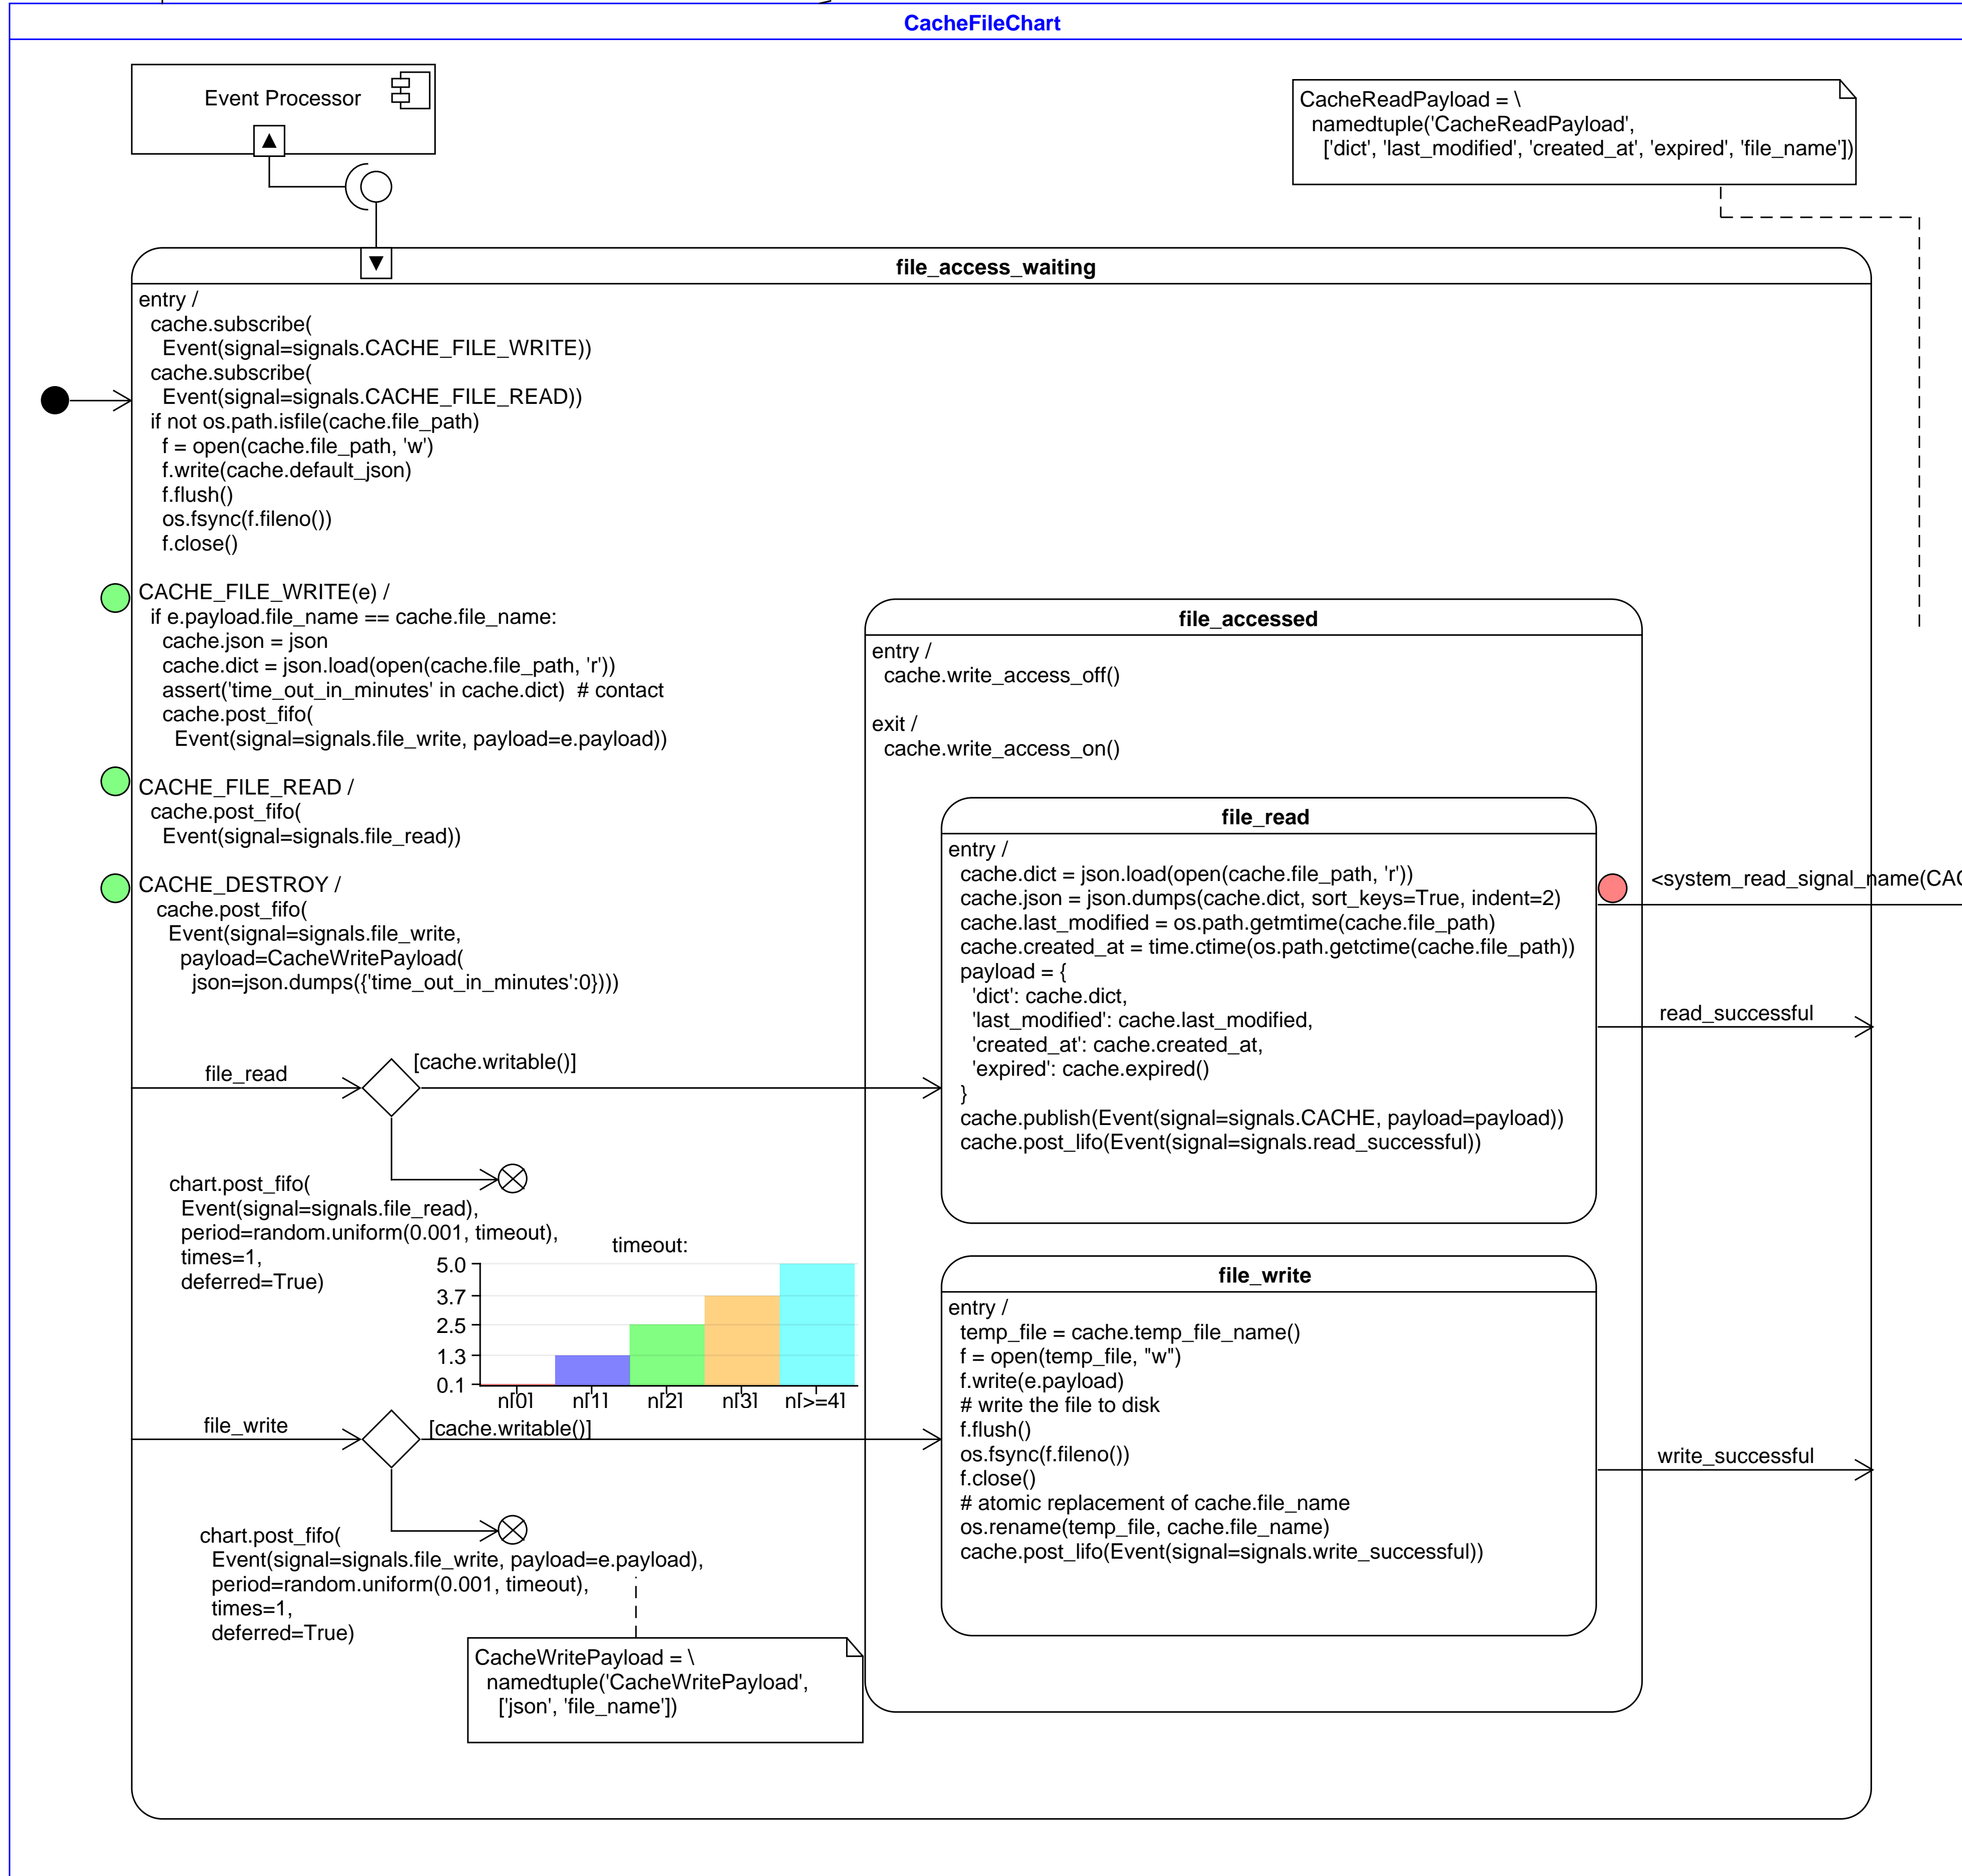 CacheFileChart
Event Processor
CacheReadPayload = \
namedtuple('CacheReadPayload',
['dict', 'last_modified', 'created_at', 'expired', 'file_name'])
file_access_waiting
entry /
cache.subscribe(
Event(signal=signals.CACHE_FILE_WRITE))
cache.subscribe(
Event(signal=signals.CACHE_FILE_READ))
if not os.path.isfile(cache.file_path)
f = open(cache.file_path, 'w')
f.write(cache.default_json)
f.flush()
os.fsync(f.fileno())
f.close()
CACHE_FILE_WRITE(e) /
if e.payload.file_name == cache.file_name:
cache.json = json
cache.dict = json.load(open(cache.file_path, 'r'))
assert('time_out_in_minutes' in cache.dict)  # contact
cache.post_fifo(
Event(signal=signals.file_write, payload=e.payload))
CACHE_FILE_READ /
cache.post_fifo(
Event(signal=signals.file_read))
CACHE_DESTROY /
cache.post_fifo(
Event(signal=signals.file_write,
payload=CacheWritePayload(
json=json.dumps({'time_out_in_minutes':0})))
file_read
[cache.writable()]
chart.post_fifo(
Event(signal=signals.file_read),
period=random.uniform(0.001, timeout),
times=1,
deferred=True)
timeout:
5.0
3.7
2.5
1.3
0.1
n[0] n[1] n[2] n[3] n[>=4]
file_write
[cache.writable()]
chart.post_fifo(
Event(signal=signals.file_write, payload=e.payload),
period=random.uniform(0.001, timeout),
times=1,
deferred=True)
CacheWritePayload = \
namedtuple('CacheWritePayload',
['json', 'file_name'])
file_accessed
entry /
cache.write_access_off()
exit /
cache.write_access_on()
file_read
entry /
cache.dict = json.load(open(cache.file_path, 'r'))
cache.json = json.dumps(cache.dict, sort_keys=True, indent=2)
cache.last_modified = os.path.getmtime(cache.file_path)
cache.created_at = time.ctime(os.path.getctime(cache.file_path))
payload = {
'dict': cache.dict,
'last_modified': cache.last_modified,
'created_at': cache.created_at,
'expired': cache.expired()
}
cache.publish(Event(signal=signals.CACHE, payload=payload))
cache.post_lifo(Event(signal=signals.read_successful))
<system_read_signal_name(CAC
read_successful
file_write
entry /
temp_file = cache.temp_file_name()
f = open(temp_file, "w")
f.write(e.payload)
# write the file to disk
f.flush()
os.fsync(f.fileno())
f.close()
# atomic replacement of cache.file_name
os.rename(temp_file, cache.file_name)
cache.post_lifo(Event(signal=signals.write_successful))
write_successful